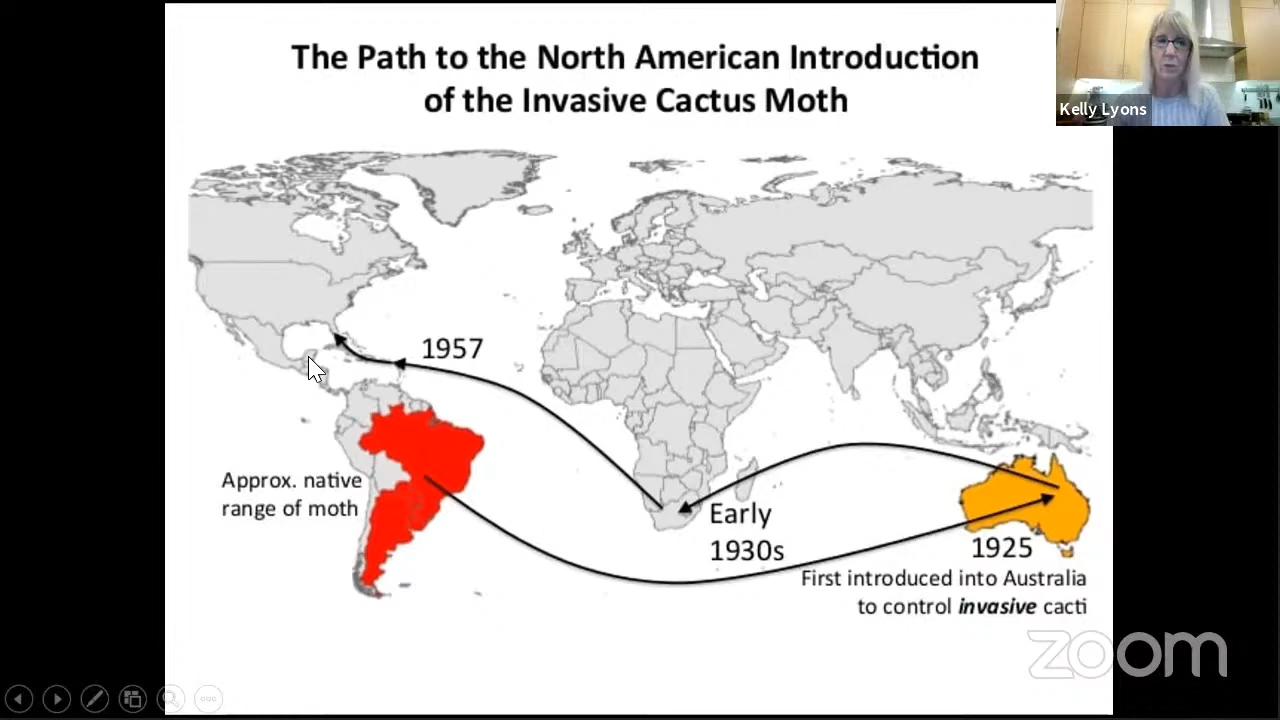 The Path to the North American Introduction
of the Invasive Cactus Moth
Kelly Lyons
1957
Approx. native
range of moth
Early
1930s
1925
First introduced into Australia
to control invasive cacti
zoom